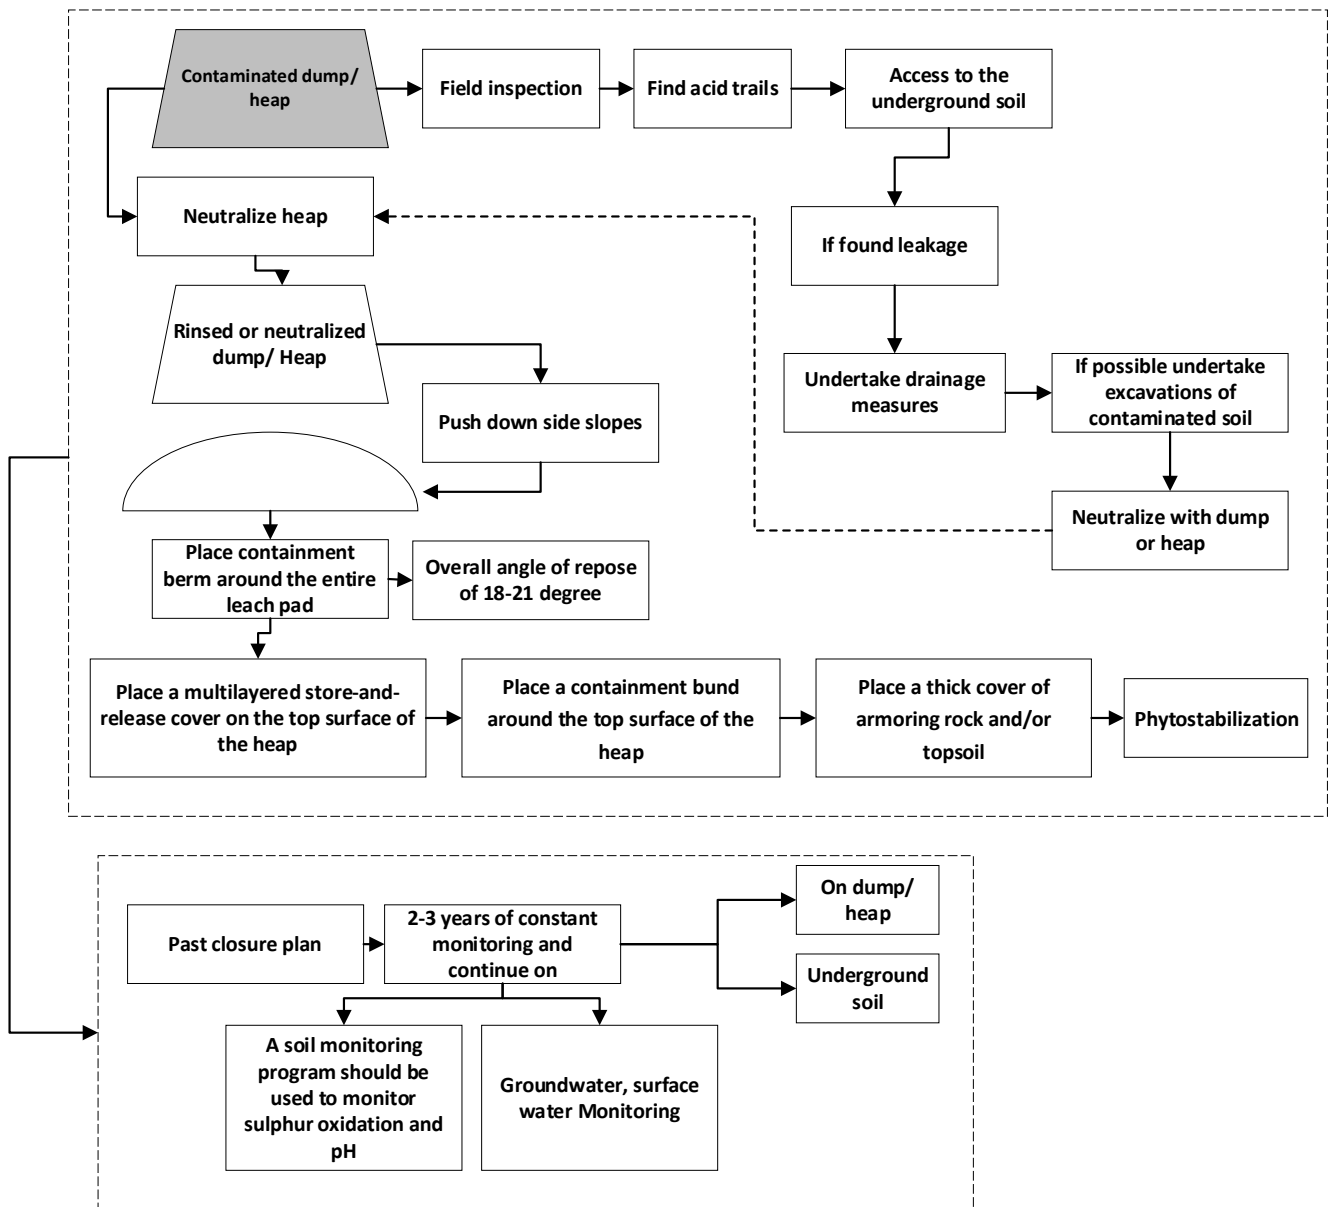 Contaminated dump/
heap
Field inspection
Find acid trails
Access to the
underground soil
Neutralize heap
If found leakage
Rinsed or neutralized
dump/ Heap
Push down side slopes
Undertake drainage
measures
If possible undertake
excavations of
contaminated soil
Neutralize with dump
or heap
Place containment
berm around the entire
leach pad
Overall angle of repose
of 18-21 degree
Place a multilayered store-and-
release cover on the top surface of
the heap
Place a containment bund
around the top surface of the
heap
Place a thick cover of
armoring rock and/or
topsoil
Phytostabilization
Past closure plan
2-3 years of constant
monitoring and
continue on
On dump/
heap
Underground
soil
A soil monitoring
program should be
used to monitor
sulphur oxidation and
pH
Groundwater, surface
water Monitoring